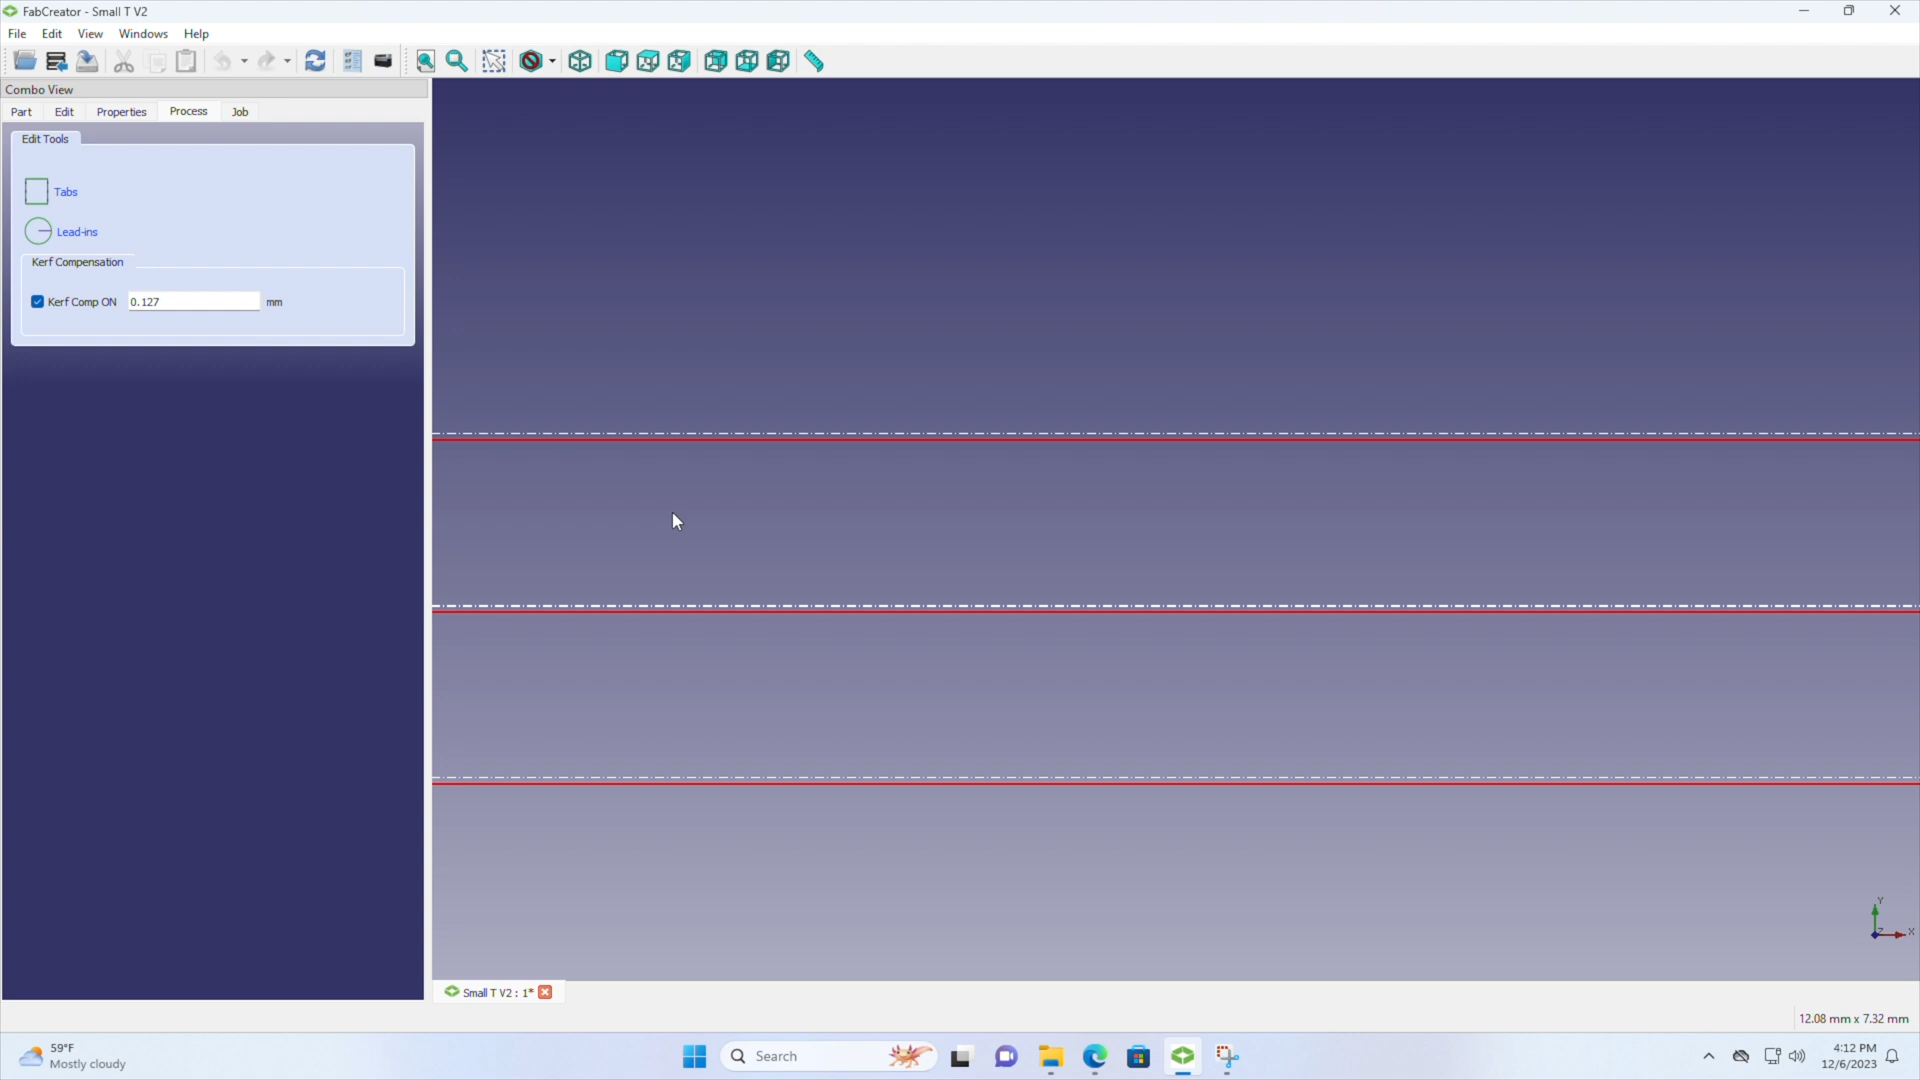 FabCreator - Small T V2
File Edit View Windows Help
Combo View
Part Edit Properties Process Job
Edit Tools
Tabs
Lead-ins
Kerf Compensation
Kerf Comp ON 0.127 mm
Y
Z X
Small T V2 : 1*
12.08 mm x 7.32 mm
59°F
Mostly cloudy
Search
4:12 PM
12/6/2023